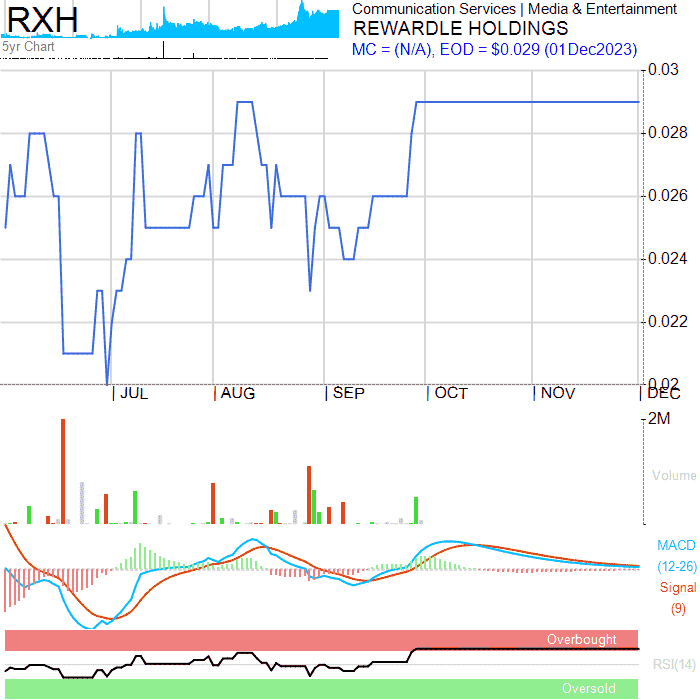 RXH
Communication Services | Media & Entertainment
REWARDLE HOLDINGS
MC = (N/A), EOD = $0.029 (01Dec2023)
5yr Chart
0.03
0.028
0.026
0.024
0.022
0.02
JUL
AUG
SEP
OCT
NOV
DEC
2M
Volume
MACD
(12-26)
Signal
(9)
Overbought
RSI(14)
Oversold